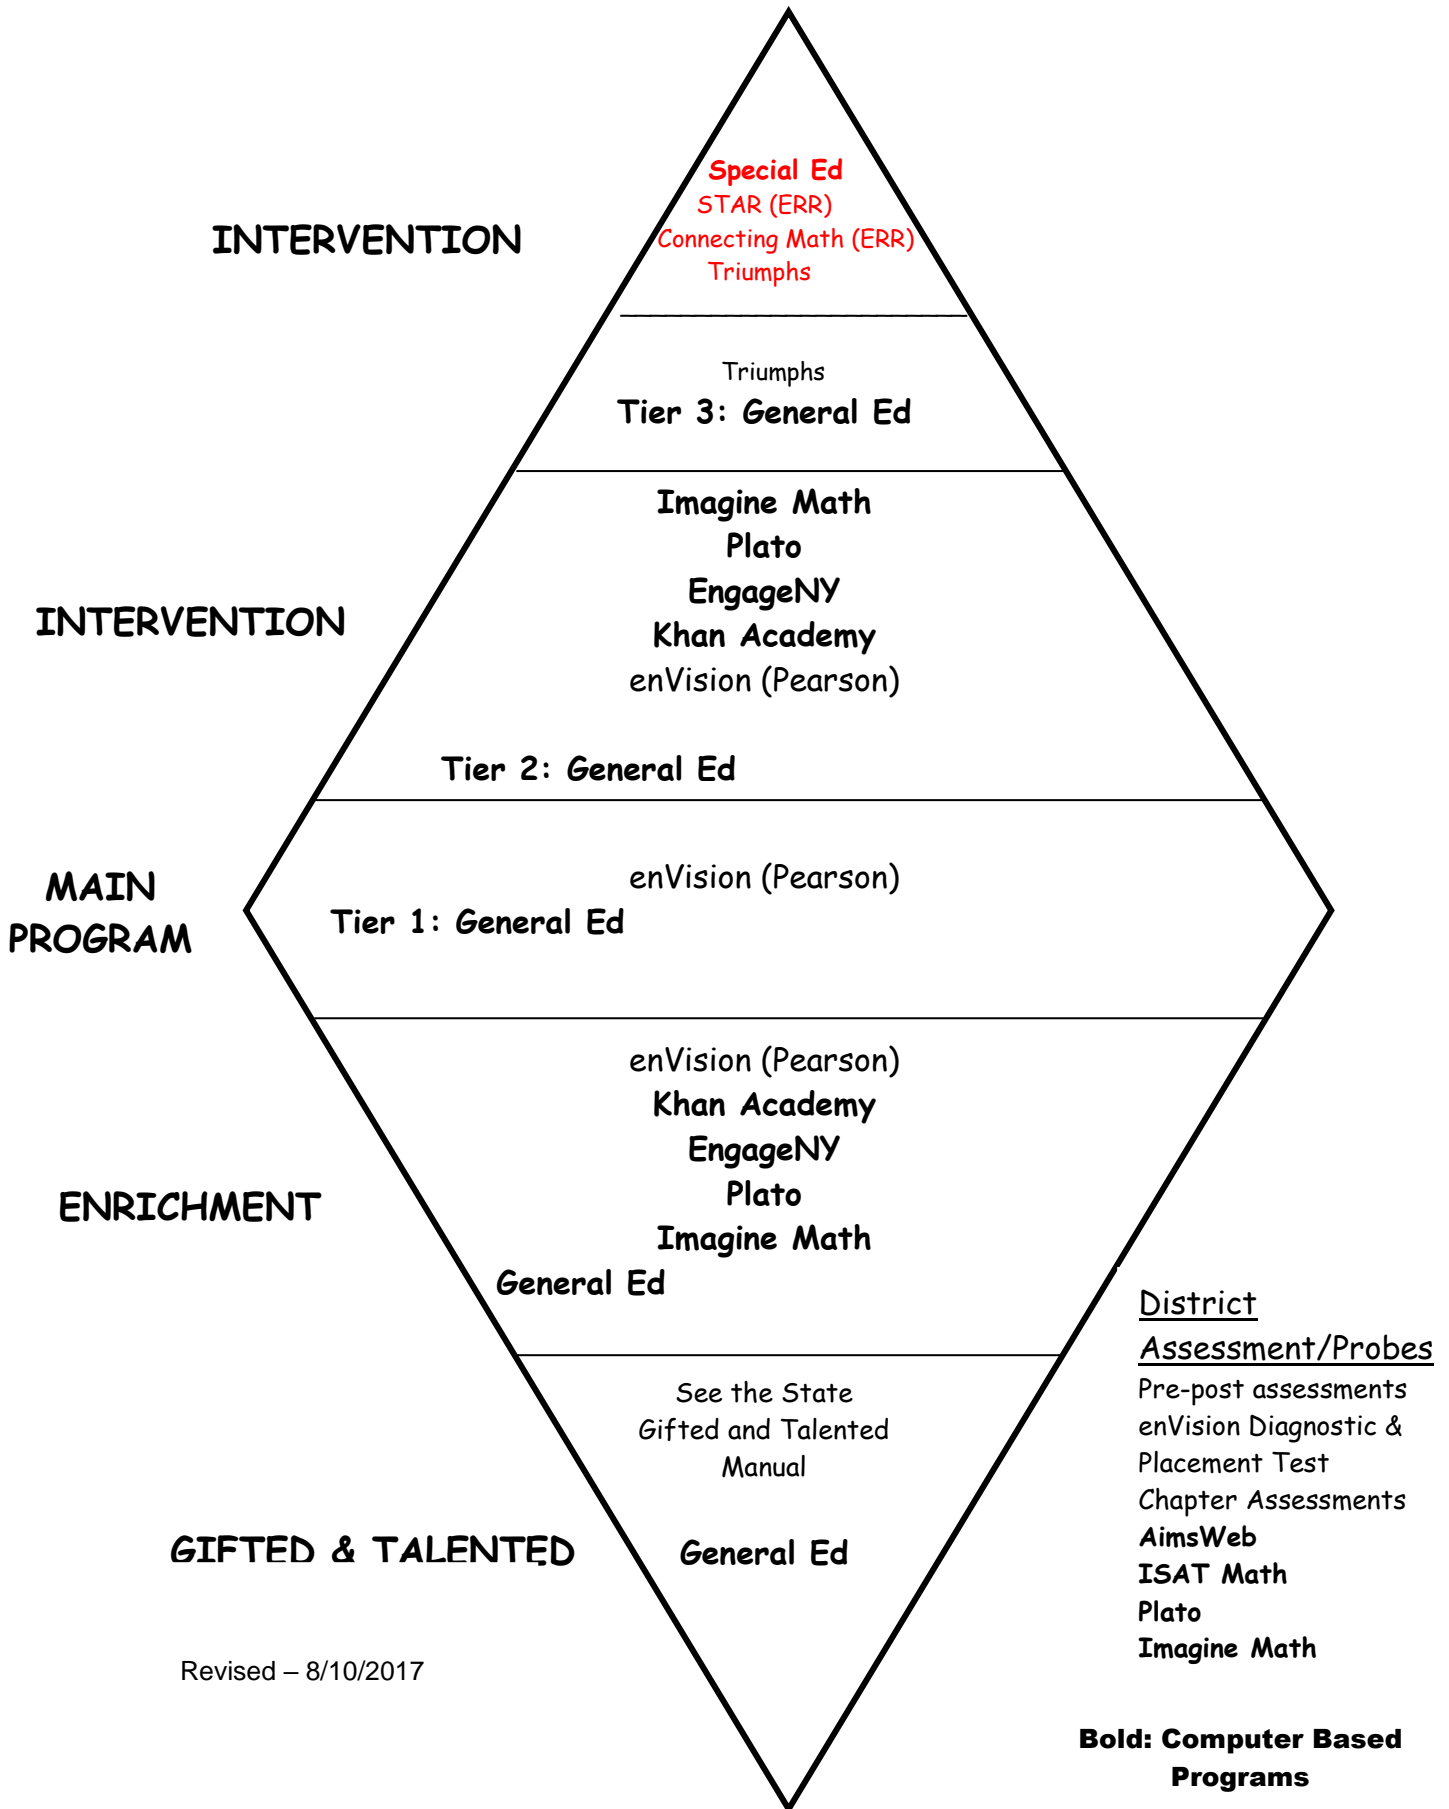 Special Ed
STAR (ERR)
INTERVENTION
Connecting Math (ERR)
Triumphs
Triumphs
Tier 3: General Ed
Imagine Math
Plato
EngageNY
INTERVENTION
Khan Academy
enVision (Pearson)
Tier 2: General Ed
MAIN
PROGRAM
enVision (Pearson)
Tier 1: General Ed
enVision (Pearson)
Khan Academy
EngageNY
Plato
ENRICHMENT
Imagine Math
General Ed
See the State
Gifted and Talented
Manual
GIFTED & TALENTED
General Ed
District
Assessment/Probes
Pre-post assessments
enVision Diagnostic &
Placement Test
Chapter Assessments
AimsWeb
ISAT Math
Plato
Imagine Math
Revised – 8/10/2017
Bold: Computer Based
Programs